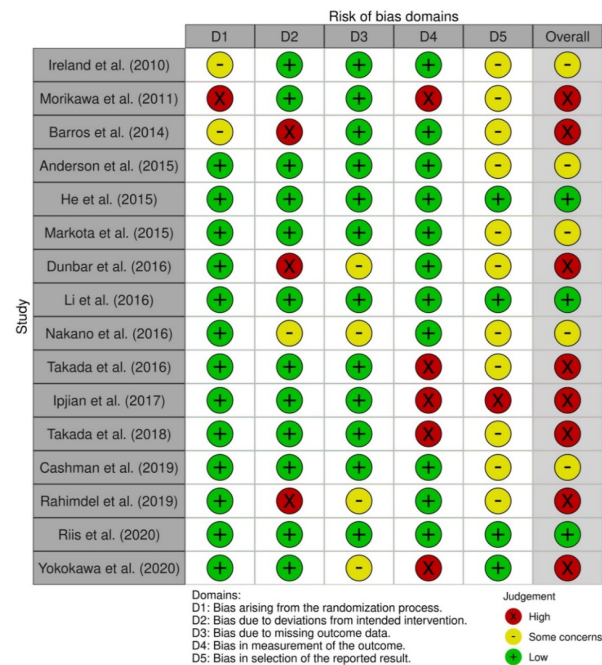 Risk of bias domains
D1 D2 D3 D4 D5 Overall
Study
Ireland et al. (2010) - + + + - -
Morikawa et al. (2011) X + + X - X
Barros et al. (2014) - X + + - X
Anderson et al. (2015) + + + + - -
He et al. (2015) + + + + + +
Markota et al. (2015) + + + + - -
Dunbar et al. (2016) + X - + - X
Li et al. (2016) + + + + + +
Nakano et al. (2016) + - - + - -
Takada et al. (2016) + + + X - X
Ipjian et al. (2017) + + + X X X
Takada et al. (2018) + + + X - X
Cashman et al. (2019) + + + + - -
Rahimdel et al. (2019) + X - + - X
Riis et al. (2020) + + + + + +
Yokokawa et al. (2020) + + - X + X
Domains:
D1: Bias arising from the randomization process.
D2: Bias due to deviations from intended intervention.
D3: Bias due to missing outcome data.
D4: Bias in measurement of the outcome.
D5: Bias in selection of the reported result.
Judgement
X High
- Some concerns
+ Low